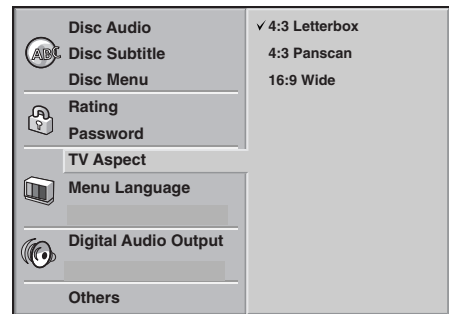 Disc Audio
ABC Disc Subtitle
Disc Menu
Rating
Password
TV Aspect
Menu Language
Digital Audio Output
Others
✓ 4:3 Letterbox
4:3 Panscan
16:9 Wide